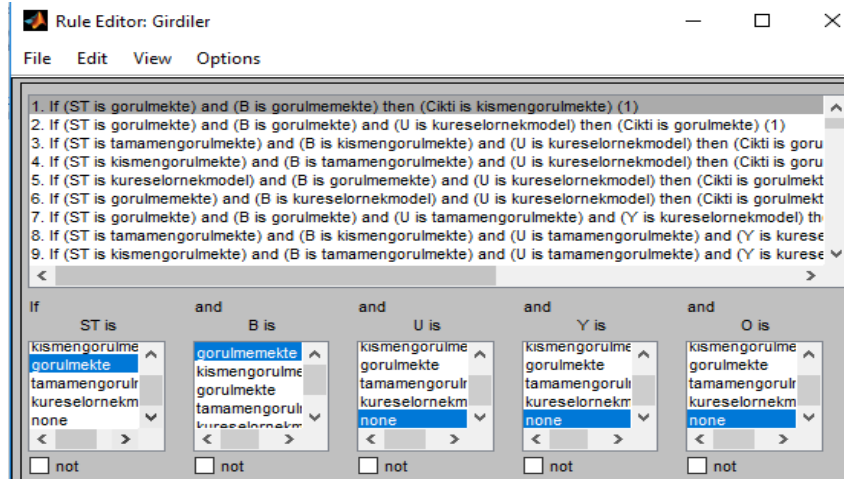 Rule Editor: Girdiler
File Edit View Options
1. If (ST is gorulmekte) and (B is gorulmemekte) then (Cikti is kismengorulmekte) (1)
2. If (ST is gorulmekte) and (B is gorulmekte) and (U is kureselornekmodel) then (Cikti is gorulmekte) (1)
3. If (ST is tamamengorulmekte) and (B is kismengorulmekte) and (U is kureselornekmodel) then (Cikti is goru
4. If (ST is kismengorulmekte) and (B is tamamengorulmekte) and (U is kureselornekmodel) then (Cikti is goru
5. If (ST is kureselornekmodel) and (B is gorulmemekte) and (U is kureselornekmodel) then (Cikti is gorulmekt
6. If (ST is gorulmemekte) and (B is kureselornekmodel) and (U is kureselornekmodel) then (Cikti is gorulmekt
7. If (ST is gorulmekte) and (B is gorulmekte) and (U is tamamengorulmekte) and (Y is kureselornekmodel) th
8. If (ST is tamamengorulmekte) and (B is kismengorulmekte) and (U is tamamengorulmekte) and (Y is kurese
9. If (ST is kismengorulmekte) and (B is tamamengorulmekte) and (U is tamamengorulmekte) and (Y is kurese
If and and and and
ST is B is U is Y is O is
kismengorulme gorulmemekte kismengorulme kismengorulme kismengorulme
gorulmekte kismengorulme gorulmekte gorulmekte gorulmekte
tamamengorulr gorulmekte tamamengorulr tamamengorulr tamamengorulr
kureselornekm tamamengorulr kureselornekm kureselornekm kureselornekm
none kureselornekm none none none
not not not not not